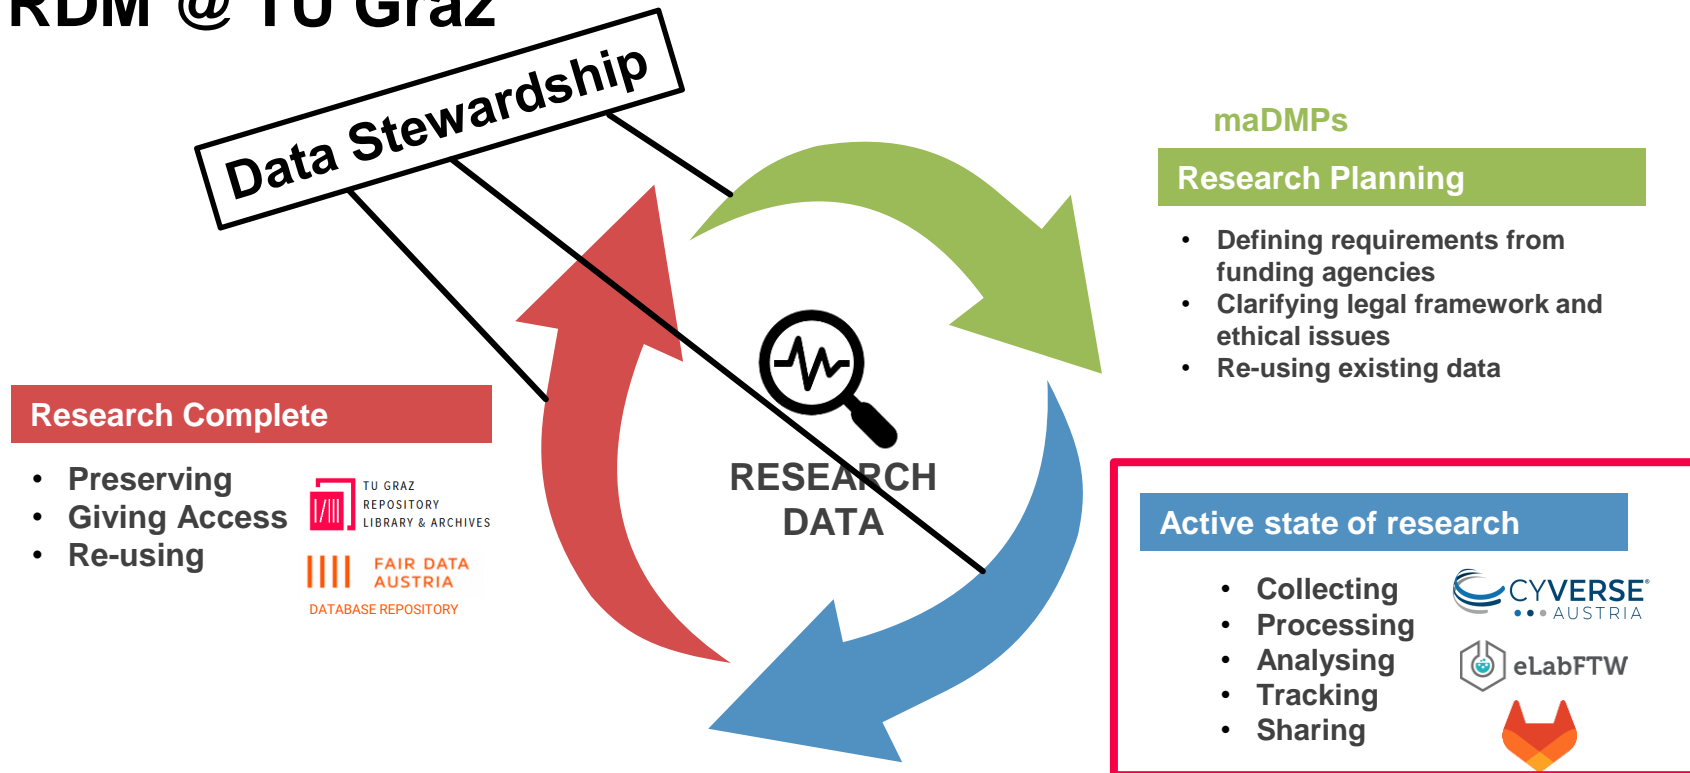 RDM @ TU Graz
Data Stewardship
maDMPs
Research Planning
• Defining requirements from
funding agencies
• Clarifying legal framework and
ethical issues
• Re-using existing data
RESEARCH
DATA
Research Complete
• Preserving
• Giving Access
• Re-using
TU GRAZ
REPOSITORY
LIBRARY & ARCHIVES
FAIR DATA
AUSTRIA
DATABASE REPOSITORY
Active state of research
• Collecting
• Processing
• Analysing
• Tracking
• Sharing
CYVERSE®
AUSTRIA
eLabFTW